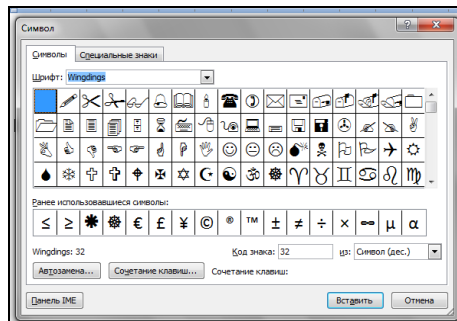 Символ
Символы Специальные знаки
Шрифт: Wingdings
Ранее использовавшиеся символы:
≤ ≥ € £ ¥ © ® ™ ± ≠ ÷ × ∞ µ α
Wingdings: 32 Код знака: 32 из: Символ (дес.)
Автозамена... Сочетание клавиш... Сочетание клавиш:
Панель IME Вставить Отмена